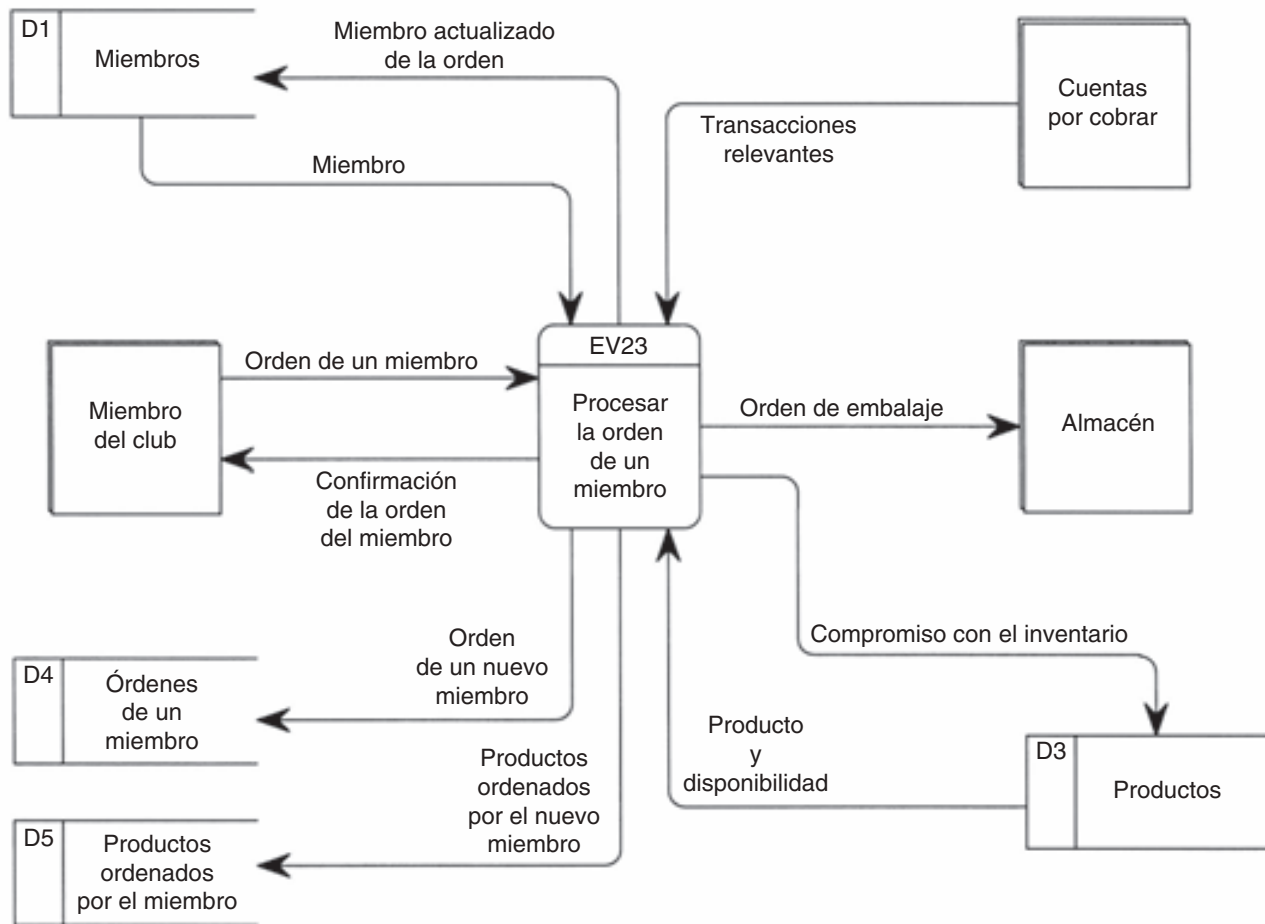 D1
Miembros
Miembro actualizado
de la orden
Cuentas
por cobrar
Transacciones
relevantes
Miembro
EV23
Procesar
la orden
de un
miembro
Orden de un miembro
Miembro
del club
Confirmación
de la orden
del miembro
Orden de embalaje
Almacén
Compromiso con el inventario
Orden
de un nuevo
miembro
D4
Órdenes
de un
miembro
Producto
y
disponibilidad
D3
Productos
Productos
ordenados
por el nuevo
miembro
D5
Productos
ordenados
por el miembro